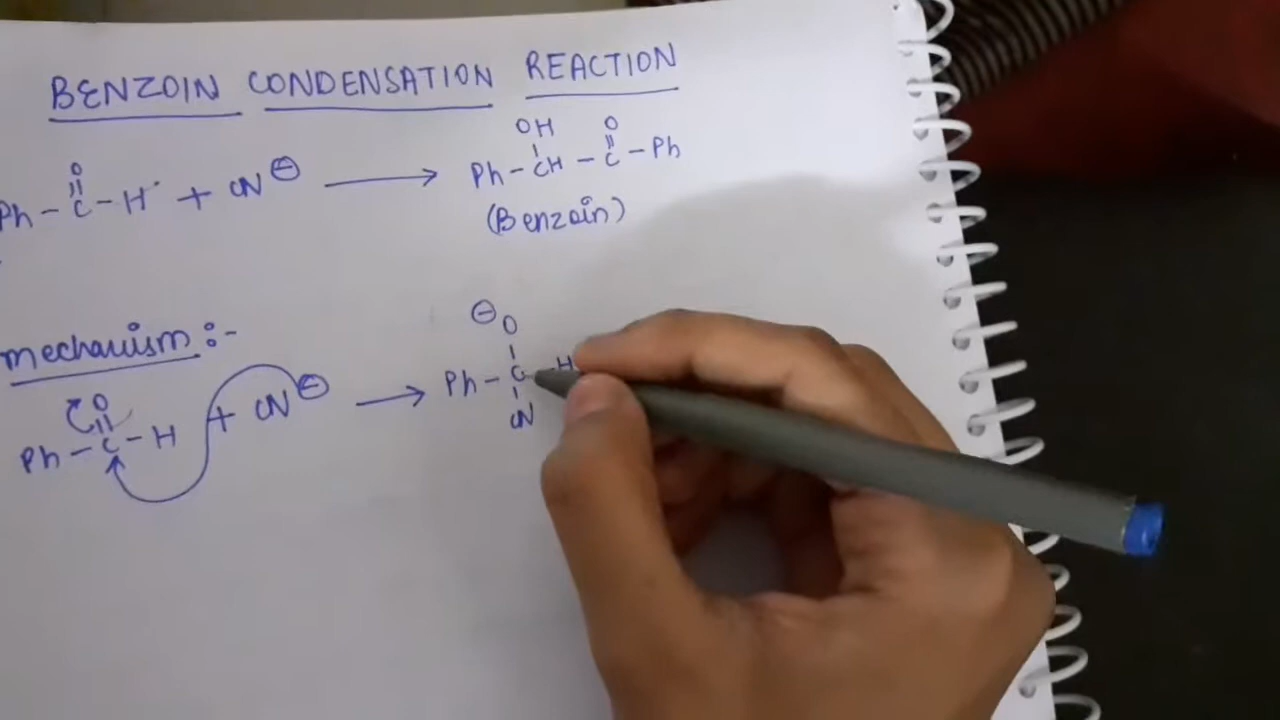 BENZOIN CONDENSATION REACTION
OH O
O || | ||
Ph-C-H + CN⊖ ⟶ Ph-CH-C-Ph
(Benzoin)
⊖O
mechanism :-
O | 
|| Ph-C-H
Ph-C-H + CN⊖ ⟶ |
CN